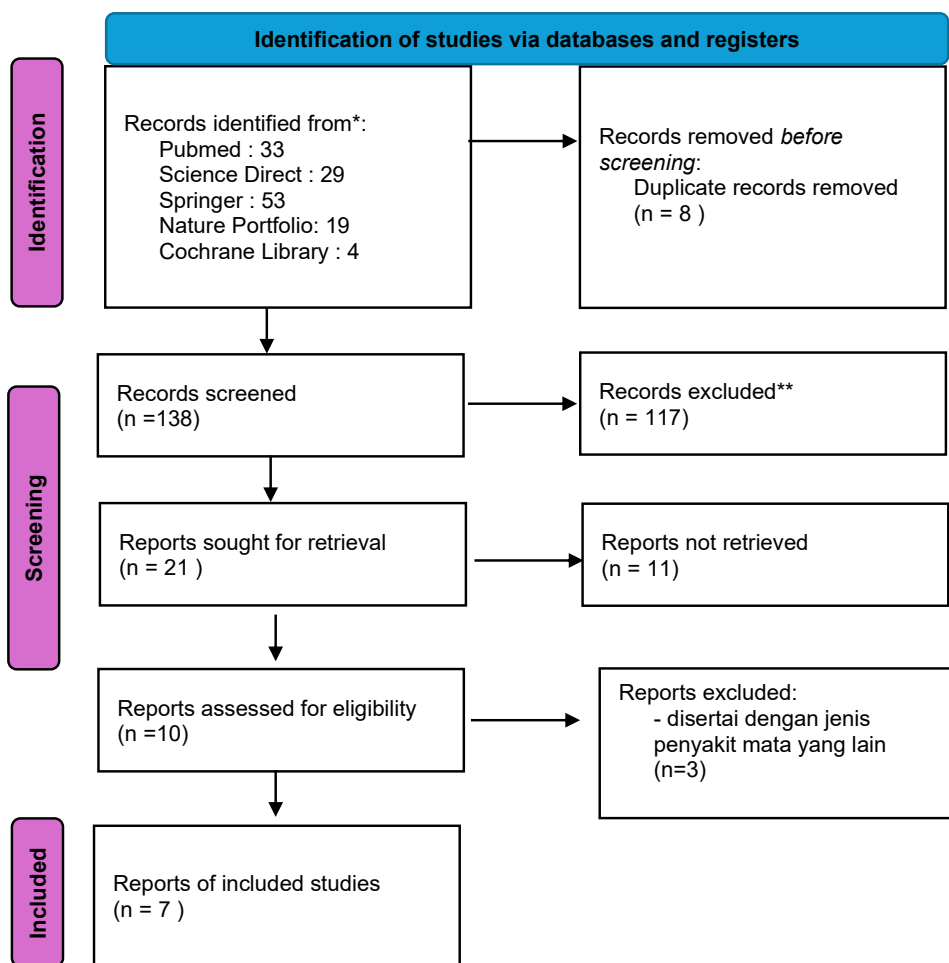 Identification of studies via databases and registers
Identification
Records identified from*:
Pubmed : 33
Science Direct : 29
Springer : 53
Nature Portfolio: 19
Cochrane Library : 4
Records removed before
screening:
Duplicate records removed
(n = 8 )
Screening
Records screened
(n =138)
Records excluded**
(n = 117)
Reports sought for retrieval
(n = 21 )
Reports not retrieved
(n = 11)
Reports assessed for eligibility
(n =10)
Reports excluded:
- disertai dengan jenis
penyakit mata yang lain
(n=3)
Included
Reports of included studies
(n = 7 )